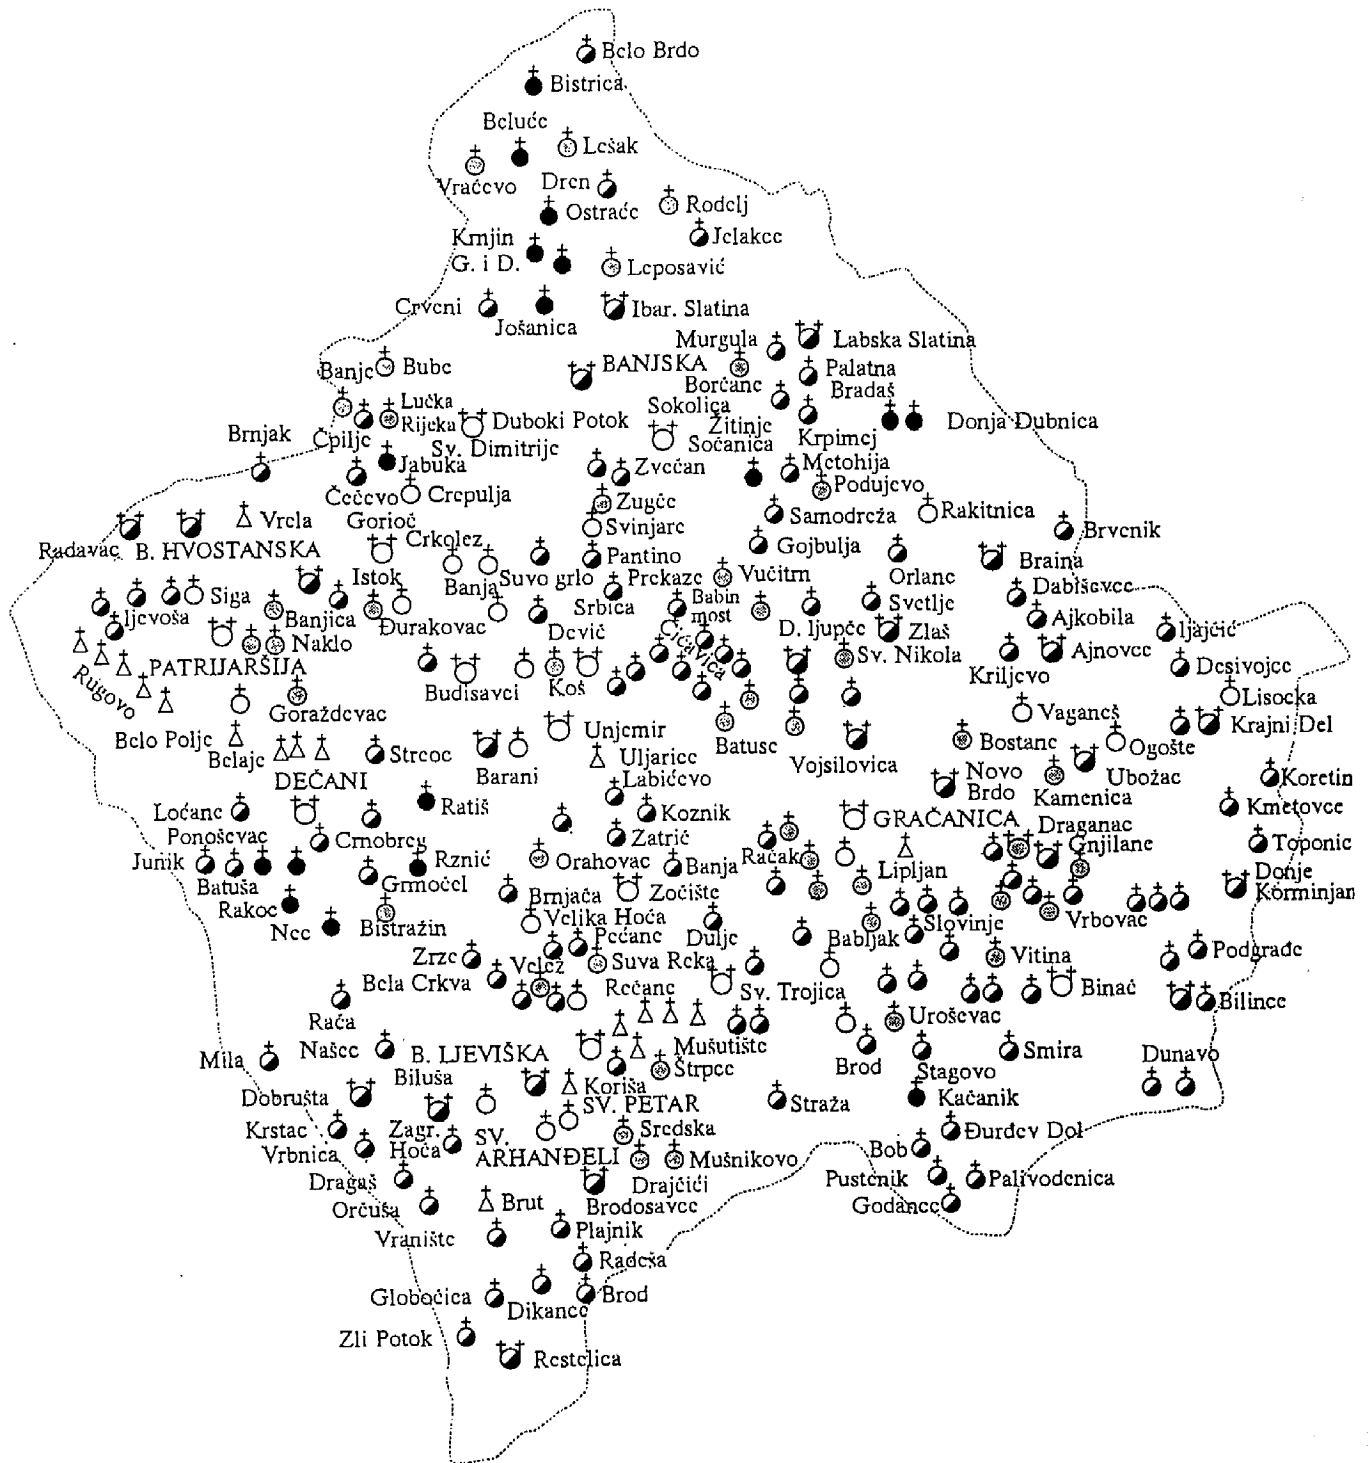 Belo Brdo
Bistrica
Beluće
Lešak
Vračevo
Dren
Ostraće
Rodelj
Jelakce
Krnjin
G. i D.
Leposavić
Crveni
Jošanica
Ibar. Slatina
Murgula
Labska Slatina
Banje
Bube
BANJSKA
Palatna
Borčane
Bradaš
Lučka
Rijeka
Duboki Potok
Sokolica
Žitinje
Krpimej
Donja Dubnica
Brnjak
Čpilje
Sv. Dimitrije
Sočanica
Jabuka
Zvečan
Metohija
Podujevo
Čečevo
Crepulja
Zugče
Rakitnica
Radavac
B. HVOSTANSKA
Vrela
Gorioč
Crkolez
Svinjare
Samodreža
Brvenik
Istok
Banja
Suvo grlo
Pantino
Gojbulja
Orlane
Braina
Siga
Banjica
Đurakovac
Srbica
Prekaze
Vučitrn
Babin
most
D. ljupče
Svetlje
Zlaš
Dabiševce
Ajkobila
ljevoša
Naklo
Devič
ičavica
Sv. Nikola
Kriljevo
Ajnovce
ljajčić
Desivojce
Rugovo
PATRIJARŠIJA
Budisavci
Koš
Lisocka
Goraždevac
Vaganeš
Krajni Del
Belo Polje
Belaje
Streoc
Barani
Unjemir
Uljarice
Batuse
Vojsilovica
Bostane
Ogošte
Ubožac
DEČANI
Labičevo
Novo
Brdo
Kamenica
Koretin
Loćane
Ratiš
Koznik
GRAČANICA
Draganac
Kmetovce
Ponoševac
Crnobreg
Zatrić
Gnjilane
Toponic
Junik
Batuša
Rznić
Orahovac
Banja
Račak
Lipljan
Donje
Korminjan
Rakoc
Grmočel
Brnjača
Zočište
Nec
Bistražin
Velika Hoča
Dulje
Babljak
Slovinje
Vrbovac
Zrze
Pećane
Suva Reka
Vitina
Podgrade
Bela Crkva
Velež
Rečane
Sv. Trojica
Binač
Bilince
Rača
Mušutište
Uroševac
Mila
Našec
B. LJEVIŠKA
Štrpce
Brod
Stagovo
Smira
Dunavo
Dobrušta
Biluša
Koriša
Straža
Kačanik
Krstac
Zagr.
Hoća
SV. PETAR
Sredska
Đurđev Dol
Vrbnica
SV.
ARHANĐELI
Mušnikovo
Bob
Dragaš
Drajčići
Pustenik
Palivodenica
Orčuša
Brut
Brodosavce
Godance
Vranište
Plajnik
Radeša
Globočica
Dikance
Brod
Zli Potok
Restelica